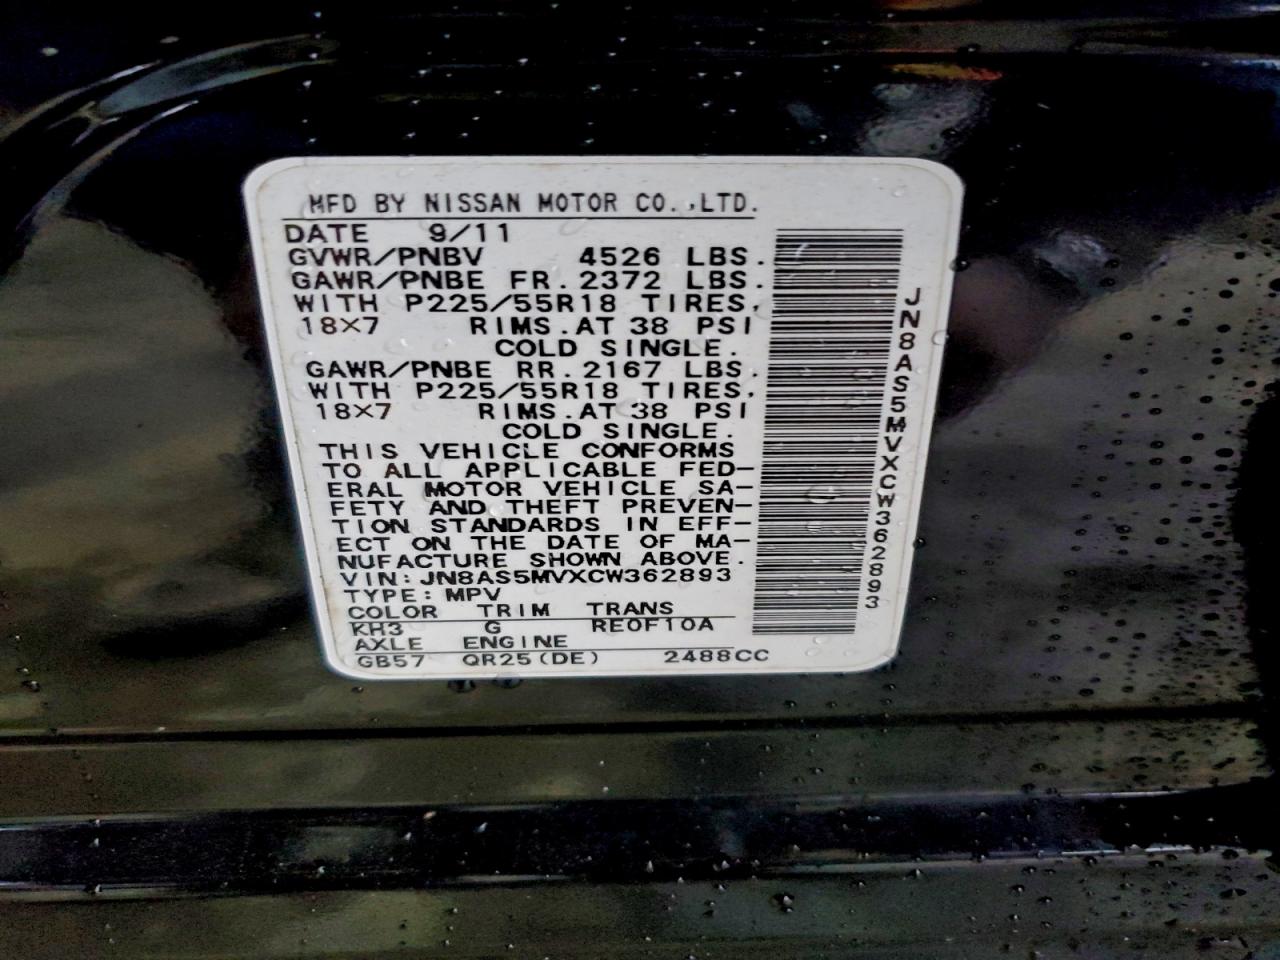 MFD BY NISSAN MOTOR CO.,LTD.
DATE 9/11
GVWR/PNBV 4526 LBS.
GAWR/PNBE FR. 2372 LBS.
WITH P225/55R18 TIRES,
18×7 RIMS.AT 38 PSI
COLD SINGLE.
GAWR/PNBE RR. 2167 LBS.
WITH P225/55R18 TIRES,
18×7 RIMS.AT 38 PSI
COLD SINGLE.
THIS VEHICLE CONFORMS
TO ALL APPLICABLE FED-
ERAL MOTOR VEHICLE SA-
FETY AND THEFT PREVEN-
TION STANDARDS IN EFF-
ECT ON THE DATE OF MA-
NUFACTURE SHOWN ABOVE.
VIN: JN8AS5MVXCW362893
TYPE: MPV
COLOR TRIM TRANS
KH3 G RE0F10A
AXLE ENGINE
GB57 QR25(DE) 2488CC
JN8AS5MVXCW362893